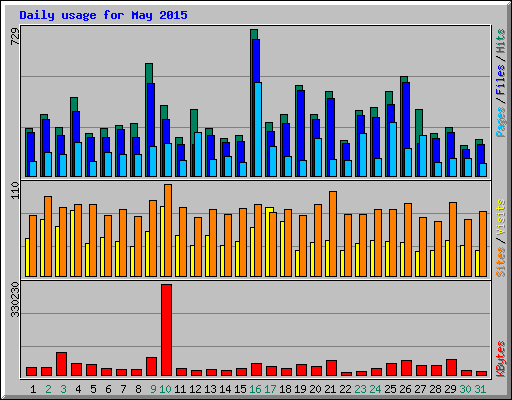 Daily usage for May 2015
729
Pages / Files / Hits
110
Sites / Visits
330230
KBytes
1 2 3 4 5 6 7 8 9 10 11 12 13 14 15 16 17 18 19 20 21 22 23 24 25 26 27 28 29 30 31